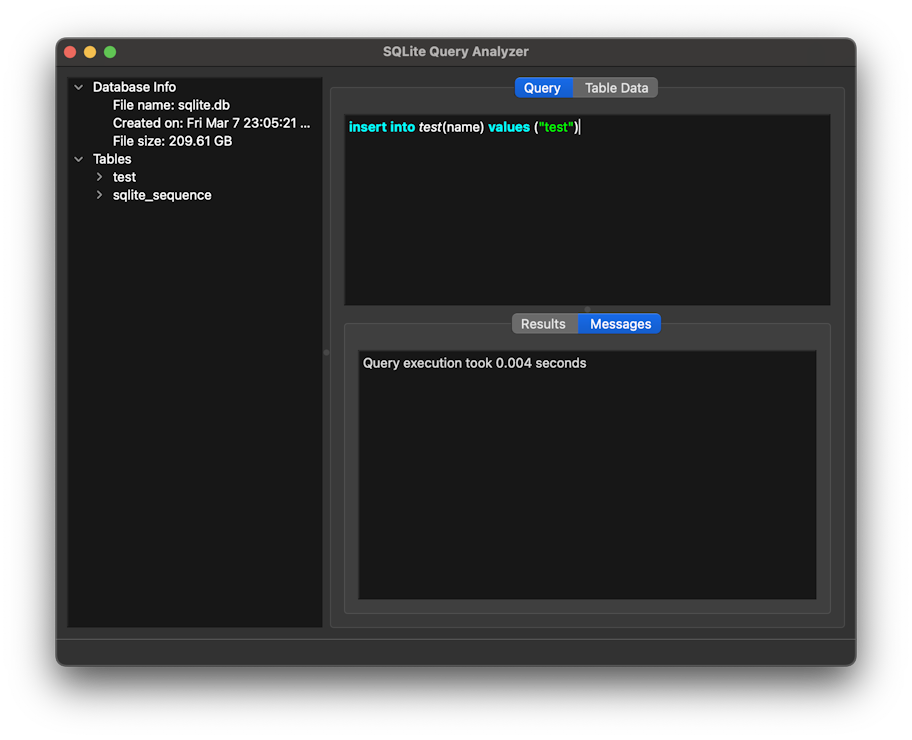 SQLite Query Analyzer
Database Info
File name: sqlite.db
Created on: Fri Mar 7 23:05:21 ...
File size: 209.61 GB
Tables
test
sqlite_sequence
Query
Table Data
insert into test(name) values ("test")
Results
Messages
Query execution took 0.004 seconds